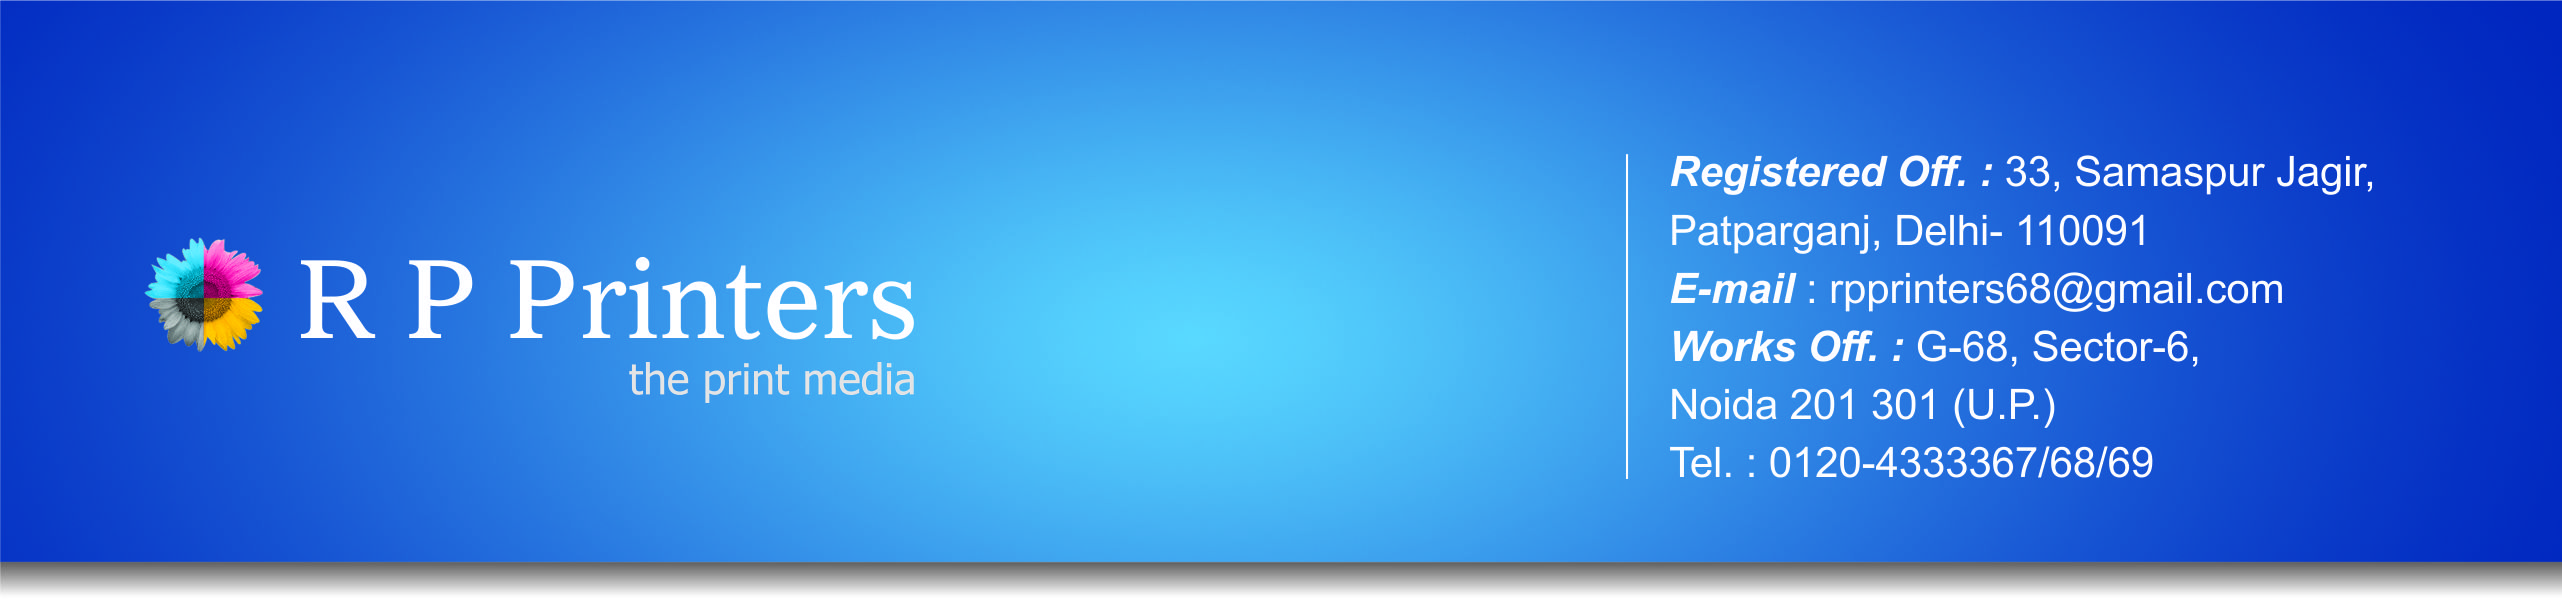 R P Printers
the print media
Registered Off. : 33, Samaspur Jagir,
Patparganj, Delhi- 110091
E-mail : rpprinters68@gmail.com
Works Off. : G-68, Sector-6,
Noida 201 301 (U.P.)
Tel. : 0120-4333367/68/69